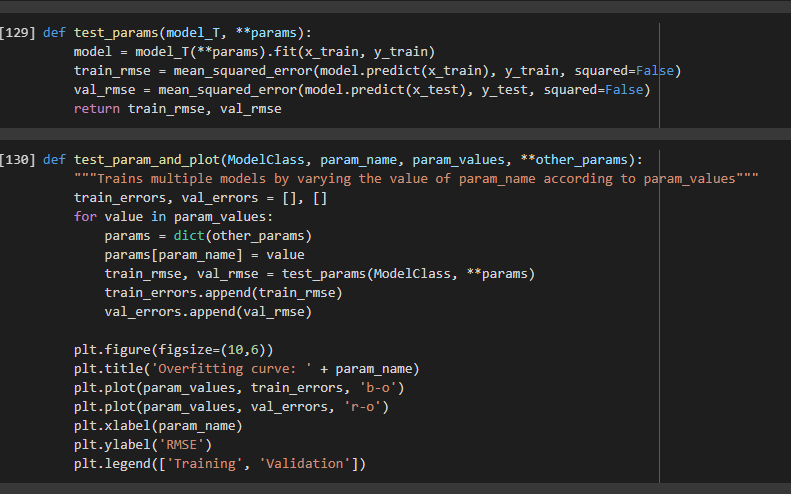 [129] def test_params(model_T, **params):
model = model_T(**params).fit(x_train, y_train)
train_rmse = mean_squared_error(model.predict(x_train), y_train, squared=False)
val_rmse = mean_squared_error(model.predict(x_test), y_test, squared=False)
return train_rmse, val_rmse
[130] def test_param_and_plot(ModelClass, param_name, param_values, **other_params):
"""Trains multiple models by varying the value of param_name according to param_values"""
train_errors, val_errors = [], []
for value in param_values:
params = dict(other_params)
params[param_name] = value
train_rmse, val_rmse = test_params(ModelClass, **params)
train_errors.append(train_rmse)
val_errors.append(val_rmse)
plt.figure(figsize=(10,6))
plt.title('Overfitting curve: ' + param_name)
plt.plot(param_values, train_errors, 'b-o')
plt.plot(param_values, val_errors, 'r-o')
plt.xlabel(param_name)
plt.ylabel('RMSE')
plt.legend(['Training', 'Validation'])